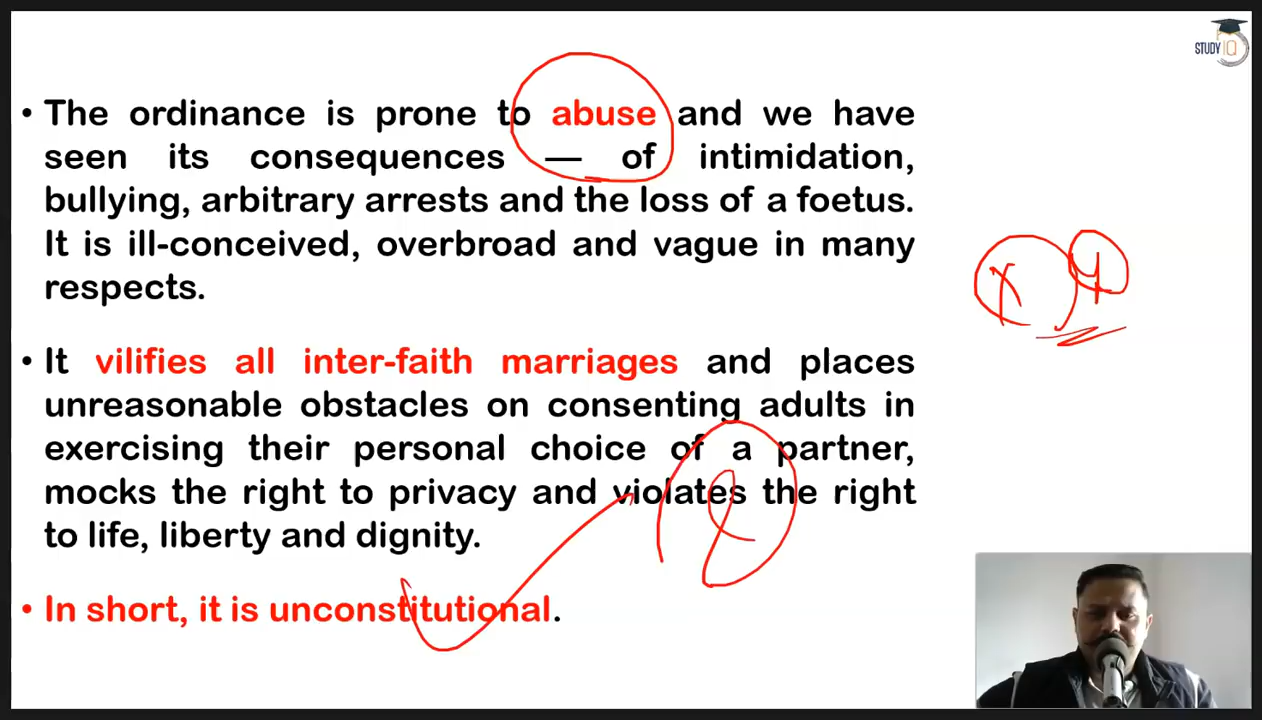 STUDY IQ
• The ordinance is prone to abuse and we have
seen its consequences — of intimidation,
bullying, arbitrary arrests and the loss of a foetus.
It is ill-conceived, overbroad and vague in many
respects.
x
• It vilifies all inter-faith marriages and places
unreasonable obstacles on consenting adults in
exercising their personal choice of a partner,
mocks the right to privacy and violates the right
to life, liberty and dignity.
• In short, it is unconstitutional.